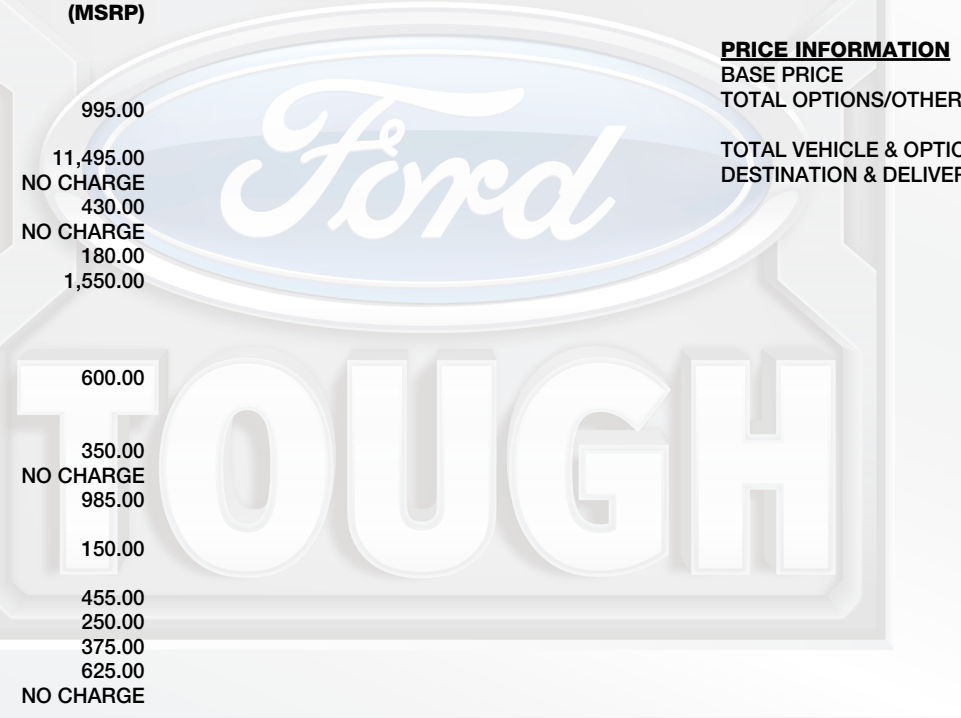 (MSRP)
995.00
11,495.00
NO CHARGE
430.00
NO CHARGE
180.00
1,550.00
600.00
350.00
NO CHARGE
985.00
150.00
455.00
250.00
375.00
625.00
NO CHARGE
PRICE INFORMATION
BASE PRICE
TOTAL OPTIONS/OTHER
TOTAL VEHICLE & OPTIO
DESTINATION & DELIVER
Ford
TOUGH